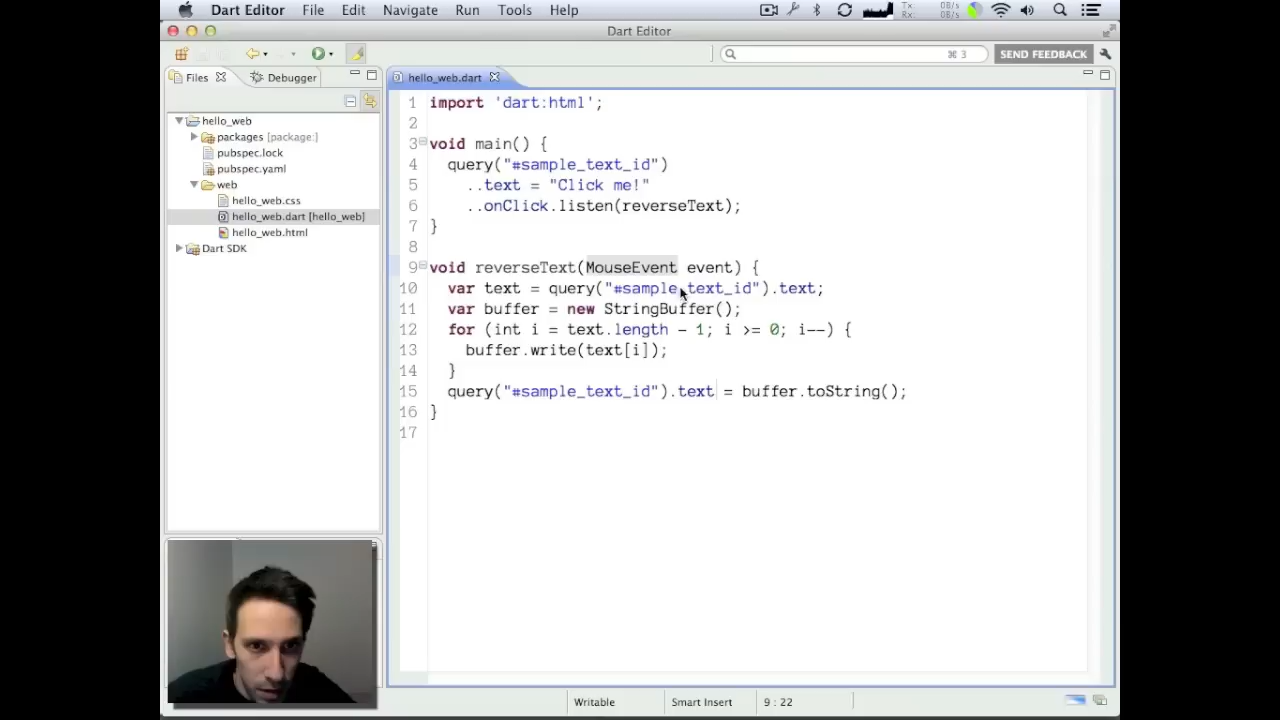 Dart Editor File Edit Navigate Run Tools Help Tx: Rx: 0B/s 0B/s
Dart Editor
⌘ 3 SEND FEEDBACK
Files Debugger
hello_web
packages [package:]
pubspec.lock
pubspec.yaml
web
hello_web.css
hello_web.dart [hello_web]
hello_web.html
Dart SDK
hello_web.dart
1 import 'dart:html';
2
3 void main() {
4 query("#sample_text_id")
5 ..text = "Click me!"
6 ..onClick.listen(reverseText);
7 }
8
9 void reverseText(MouseEvent event) {
10 var text = query("#sample_text_id").text;
11 var buffer = new StringBuffer();
12 for (int i = text.length - 1; i >= 0; i--) {
13 buffer.write(text[i]);
14 }
15 query("#sample_text_id").text = buffer.toString();
16 }
17
Writable Smart Insert 9 : 22